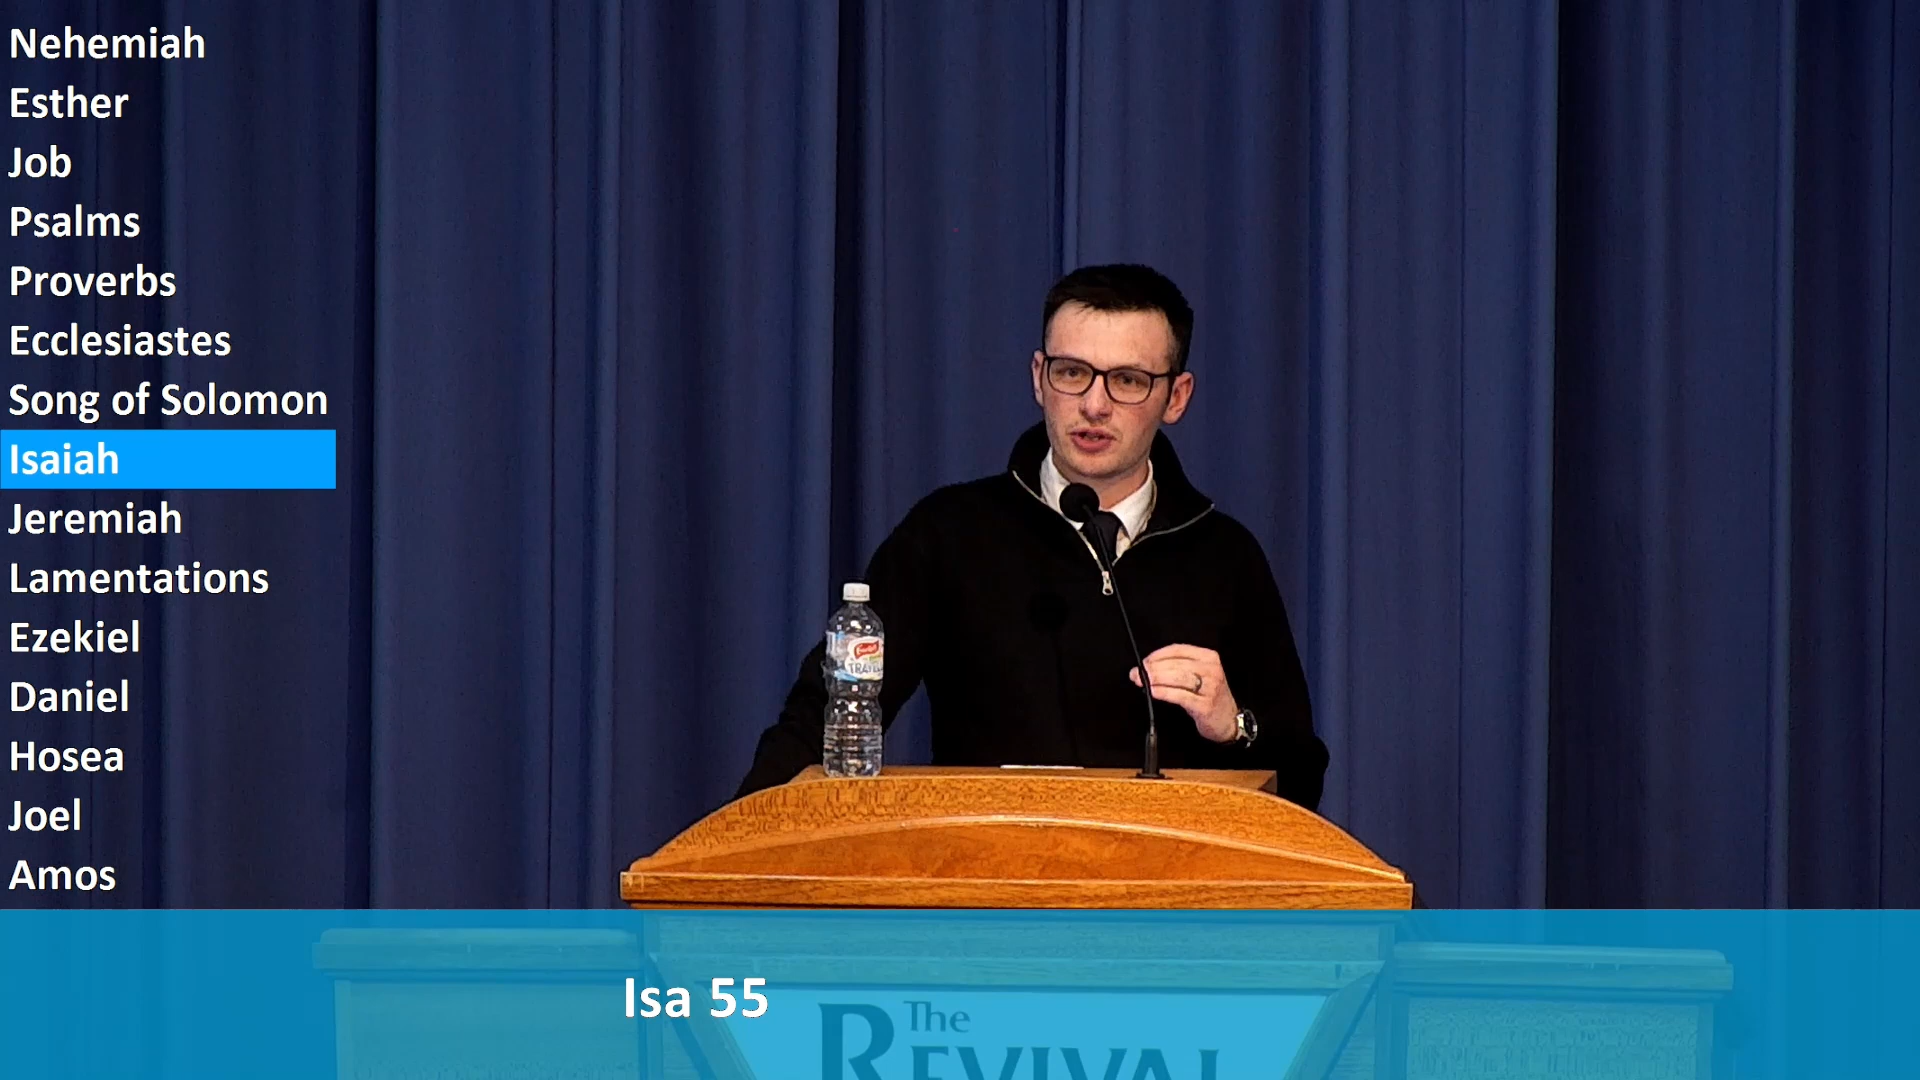 Nehemiah
Esther
Job
Psalms
Proverbs
Ecclesiastes
Song of Solomon
Isaiah
Jeremiah
Lamentations
Ezekiel
Daniel
Hosea
Joel
Amos
Isa 55
The
REVIVAL